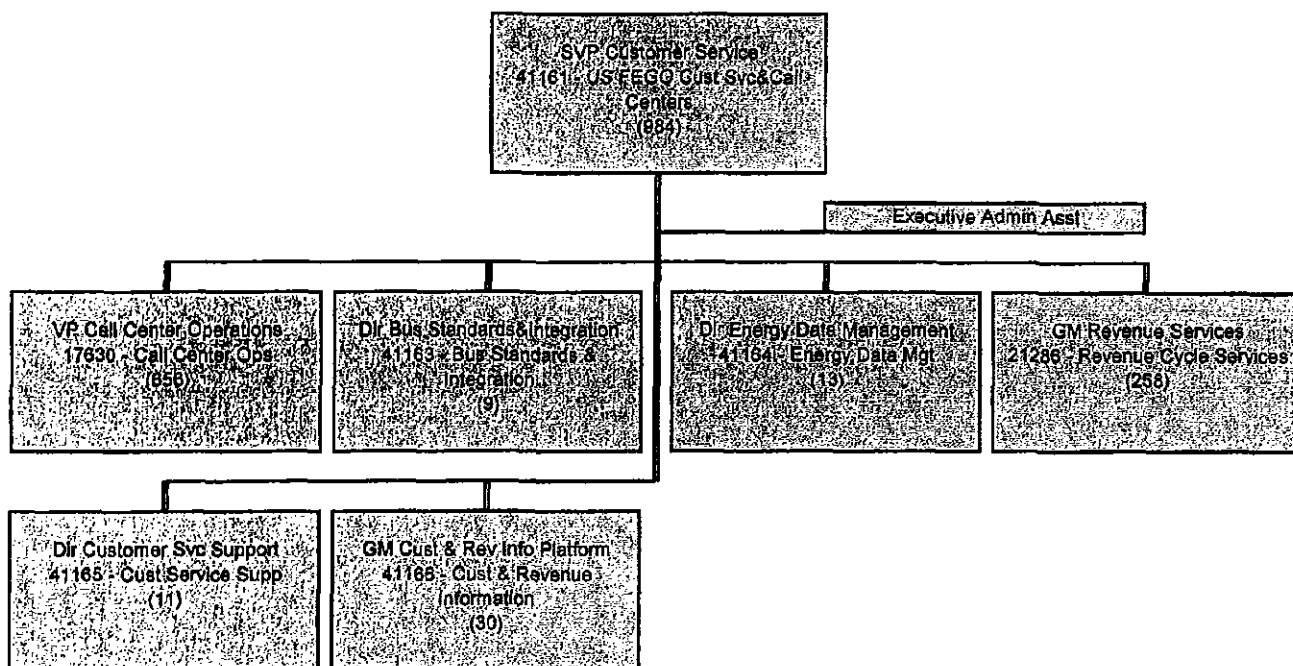 SVP Customer Service
41161 - US FEGO Cust Svc&Call
Centers
(984)
Executive Admin Asst
VP Call Center Operations
17630 - Call Center Ops
(656)
Dir Bus Standards&Integration
41163 - Bus Standards &
Integration
(9)
Dir Energy Data Management
41164 - Energy Data Mgt
(13)
GM Revenue Services
21286 - Revenue Cycle Services
(258)
Dir Customer Svc Support
41165 - Cust Service Supp
(11)
GM Cust & Rev Info Platform
41166 - Cust & Revenue
Information
(30)